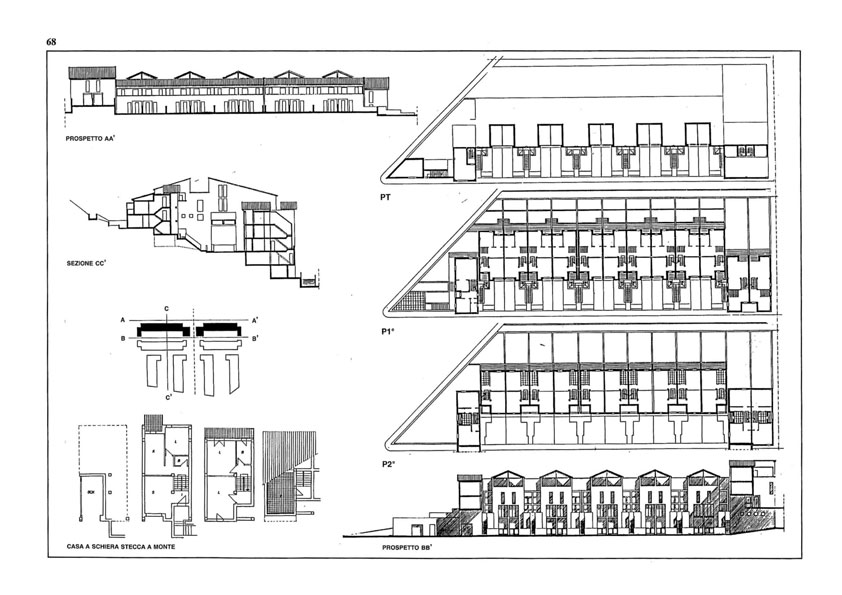 68
PROSPETTO AA'
PT
SEZIONE CC'
P1°
C
A A'
B B'
C'
P2°
CASA A SCHIERA STECCA A MONTE
PROSPETTO BB'